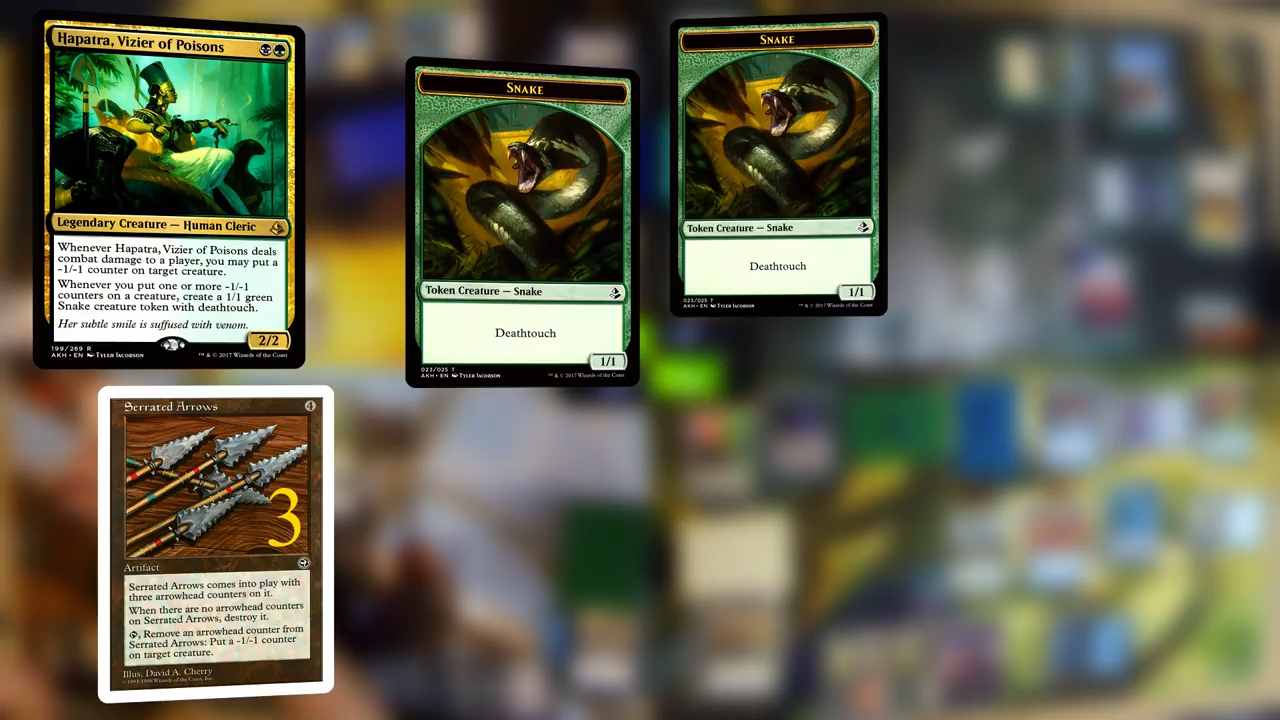 Hapatra, Vizier of Poisons
Legendary Creature — Human Cleric
Whenever Hapatra, Vizier of Poisons deals
combat damage to a player, you may put a
-1/-1 counter on target creature.
Whenever you put one or more -1/-1
counters on a creature, create a 1/1 green
Snake creature token with deathtouch.
Her subtle smile is suffused with venom.
2/2
199/269 R
AKH • EN Tyler Jacobson
™ & © 2017 Wizards of the Coast
Snake
Token Creature — Snake
Deathtouch
1/1
023/025 T
AKH • EN Tyler Jacobson
™ & © 2017 Wizards of the Coast
Snake
Token Creature — Snake
Deathtouch
1/1
023/025 T
AKH • EN Tyler Jacobson
™ & © 2017 Wizards of the Coast
Serrated Arrows
4
3
Artifact
Serrated Arrows comes into play with
three arrowhead counters on it.
When there are no arrowhead counters
on Serrated Arrows, destroy it.
, Remove an arrowhead counter from
Serrated Arrows: Put a -1/-1 counter
on target creature.
Illus. David A. Cherry